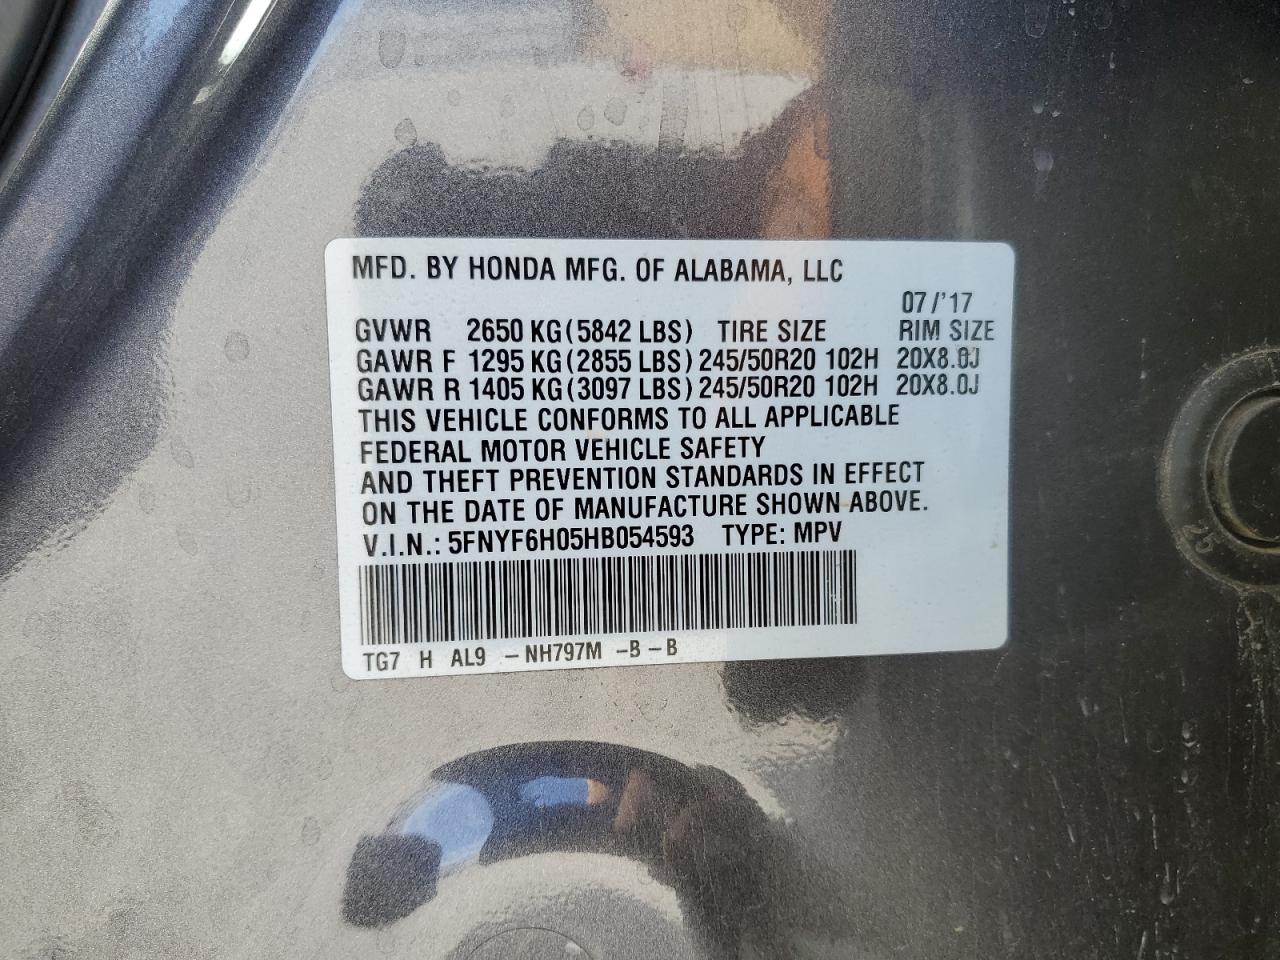 MFD. BY HONDA MFG. OF ALABAMA, LLC
07/'17
GVWR 2650 KG (5842 LBS) TIRE SIZE RIM SIZE
GAWR F 1295 KG (2855 LBS) 245/50R20 102H 20X8.0J
GAWR R 1405 KG (3097 LBS) 245/50R20 102H 20X8.0J
THIS VEHICLE CONFORMS TO ALL APPLICABLE
FEDERAL MOTOR VEHICLE SAFETY
AND THEFT PREVENTION STANDARDS IN EFFECT
ON THE DATE OF MANUFACTURE SHOWN ABOVE.
V.I.N.: 5FNYF6H05HB054593 TYPE: MPV
TG7 H AL9 -NH797M -B-B
25